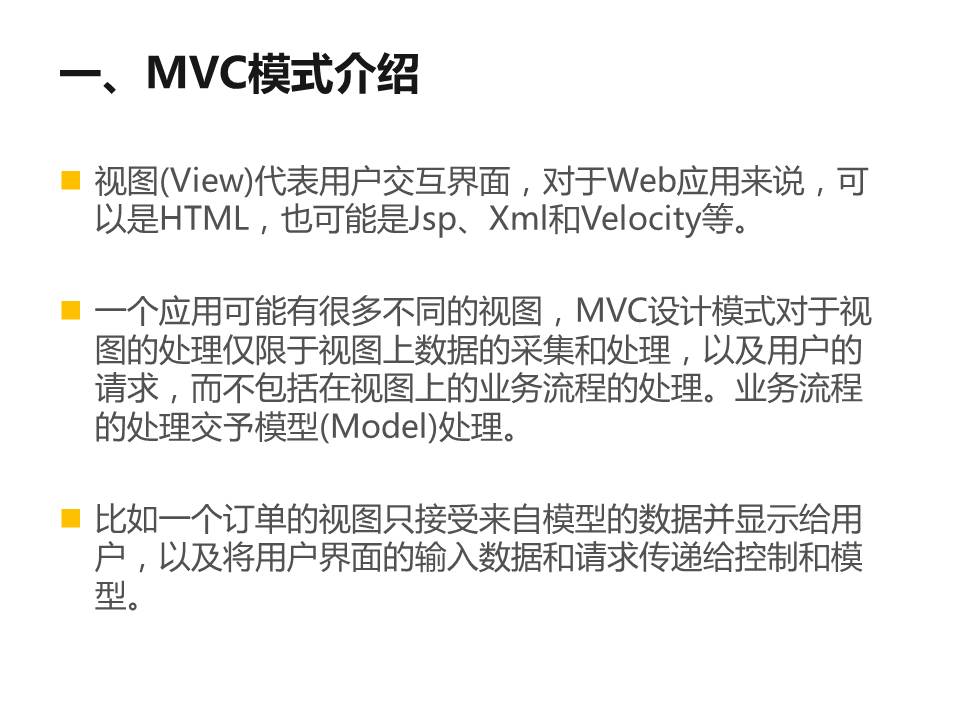 一、MVC模式介绍
视图(View)代表用户交互界面，对于Web应用来说，可
以是HTML，也可能是Jsp、Xml和Velocity等。
一个应用可能有很多不同的视图，MVC设计模式对于视
图的处理仅限于视图上数据的采集和处理，以及用户的
请求，而不包括在视图上的业务流程的处理。业务流程
的处理交予模型(Model)处理。
比如一个订单的视图只接受来自模型的数据并显示给用
户，以及将用户界面的输入数据和请求传递给控制和模
型。